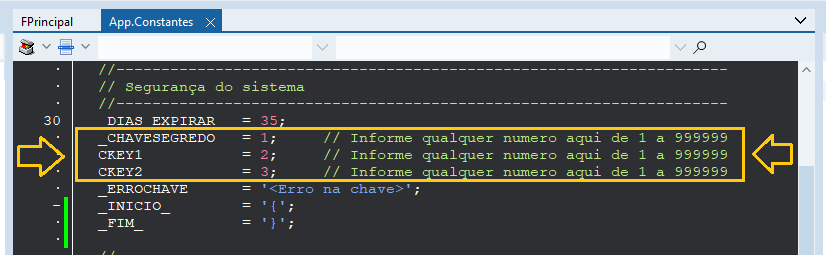 FPrincipal App.Constantes
//--------------------------------------------------------------
// Segurança do sistema
//--------------------------------------------------------------
30 _DIAS_EXPIRAR = 35;
_CHAVESEGREDO = 1; // Informe qualquer numero aqui de 1 a 999999
CKEY1 = 2; // Informe qualquer numero aqui de 1 a 999999
CKEY2 = 3; // Informe qualquer numero aqui de 1 a 999999
_ERROCHAVE = '<Erro na chave>';
_INICIO_ = '{';
_FIM_ = '}';